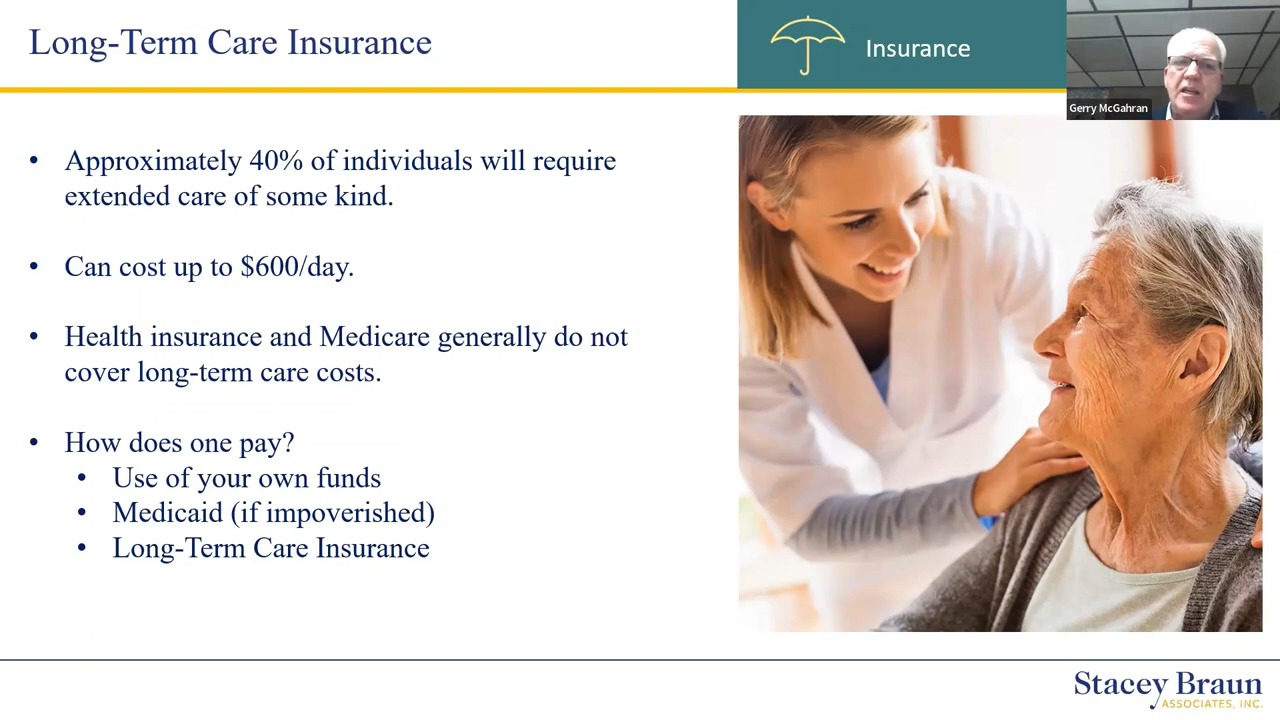 Long-Term Care Insurance
Insurance
Gerry McGahran
• Approximately 40% of individuals will require
extended care of some kind.
• Can cost up to $600/day.
• Health insurance and Medicare generally do not
cover long-term care costs.
• How does one pay?
• Use of your own funds
• Medicaid (if impoverished)
• Long-Term Care Insurance
Stacey Braun
ASSOCIATES, INC.